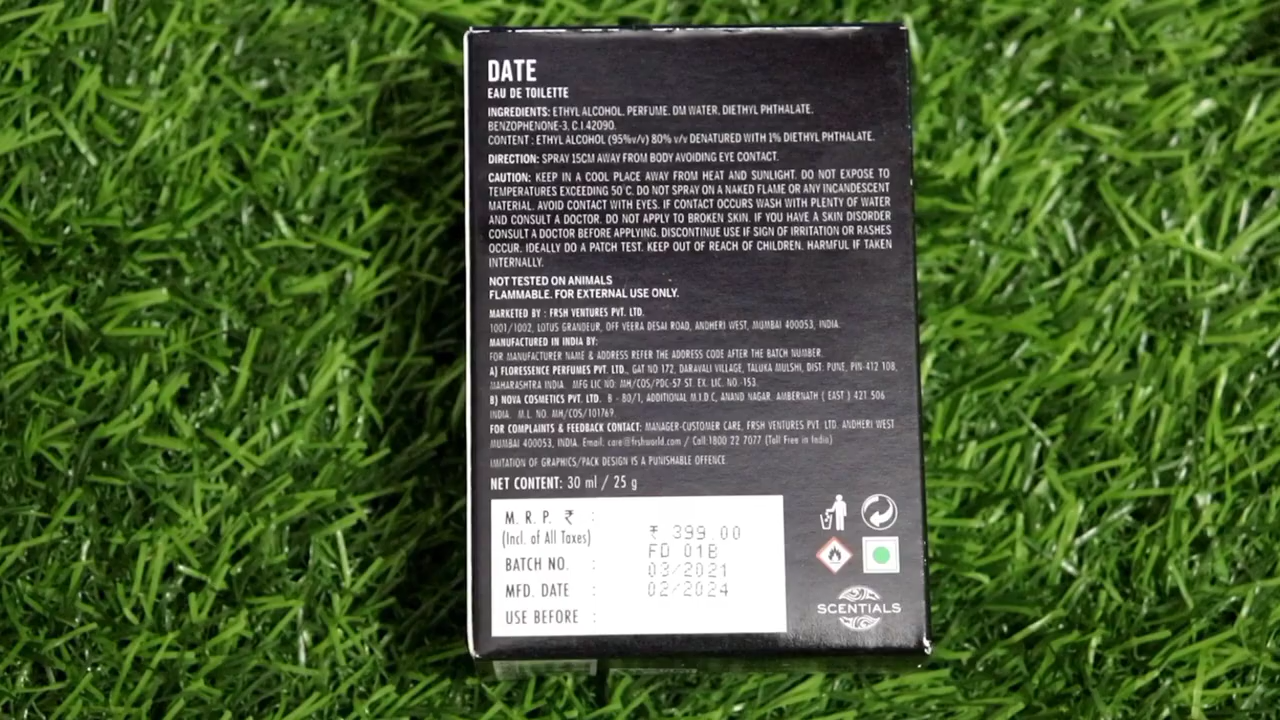 DATE
EAU DE TOILETTE
INGREDIENTS: ETHYL ALCOHOL, PERFUME, DM WATER, DIETHYL PHTHALATE,
BENZOPHENONE-3, C.I.42090.
CONTENT : ETHYL ALCOHOL (95%v/v) 80% v/v DENATURED WITH 1% DIETHYL PHTHALATE.
DIRECTION: SPRAY 15CM AWAY FROM BODY AVOIDING EYE CONTACT.
CAUTION: KEEP IN A COOL PLACE AWAY FROM HEAT AND SUNLIGHT. DO NOT EXPOSE TO
TEMPERATURES EXCEEDING 50°C. DO NOT SPRAY ON A NAKED FLAME OR ANY INCANDESCENT
MATERIAL. AVOID CONTACT WITH EYES. IF CONTACT OCCURS WASH WITH PLENTY OF WATER
AND CONSULT A DOCTOR. DO NOT APPLY TO BROKEN SKIN. IF YOU HAVE A SKIN DISORDER
CONSULT A DOCTOR BEFORE APPLYING. DISCONTINUE USE IF SIGN OF IRRITATION OR RASHES
OCCUR. IDEALLY DO A PATCH TEST. KEEP OUT OF REACH OF CHILDREN. HARMFUL IF TAKEN
INTERNALLY.
NOT TESTED ON ANIMALS
FLAMMABLE. FOR EXTERNAL USE ONLY.
MARKETED BY : FRSH VENTURES PVT. LTD.
1001/1002, LOTUS GRANDEUR, OFF VEERA DESAI ROAD, ANDHERI WEST, MUMBAI 400053, INDIA.
MANUFACTURED IN INDIA BY:
FOR MANUFACTURER NAME & ADDRESS REFER THE ADDRESS CODE AFTER THE BATCH NUMBER.
A) FLORESSENCE PERFUMES PVT. LTD., GAT NO 172, DARAVALI VILLAGE, TALUKA MULSHI, DIST: PUNE, PIN-412 108,
MAHARASHTRA INDIA. MFG LIC NO: MH/COS/PDC-57 ST. EX. LIC. NO.-153.
B) NOVA COSMETICS PVT. LTD. B - 80/1, ADDITIONAL M.I.D.C, ANAND NAGAR, AMBERNATH ( EAST ) 421 506
INDIA. M.L. NO. MH/COS/101769.
FOR COMPLAINTS & FEEDBACK CONTACT: MANAGER-CUSTOMER CARE, FRSH VENTURES PVT. LTD. ANDHERI WEST
MUMBAI 400053, INDIA. Email: care@frshworld.com / Call:1800 22 7077 (Toll Free in India)
IMITATION OF GRAPHICS/PACK DESIGN IS A PUNISHABLE OFFENCE.
NET CONTENT: 30 ml / 25 g
M. R. P. ₹ :
(Incl. of All Taxes) ₹ 399.00
BATCH NO. : FD 01B
MFD. DATE : 03/2021
USE BEFORE : 02/2024
SCENTIALS